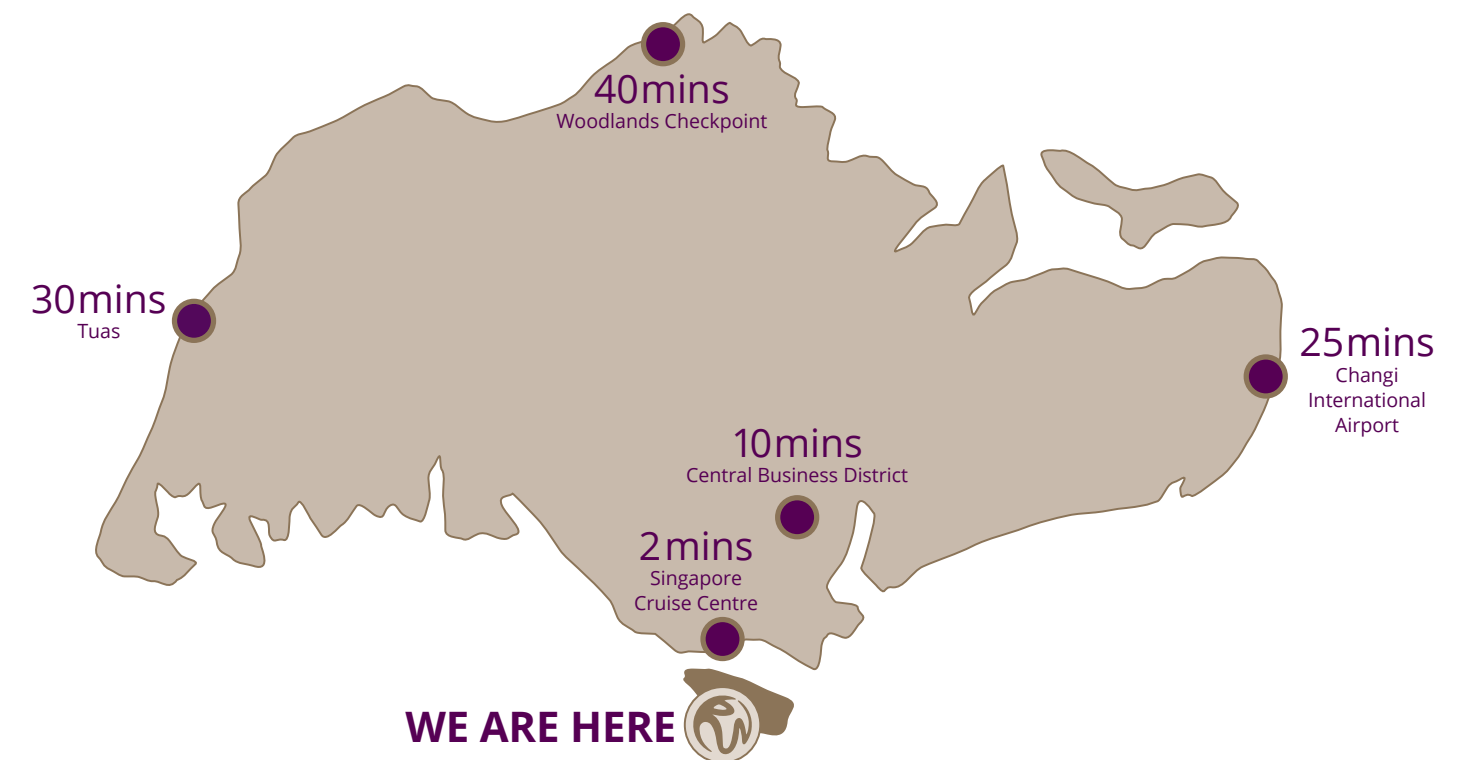 40mins
Woodlands Checkpoint
30mins
Tuas
25mins
Changi
International
Airport
10mins
Central Business District
2mins
Singapore
Cruise Centre
WE ARE HERE